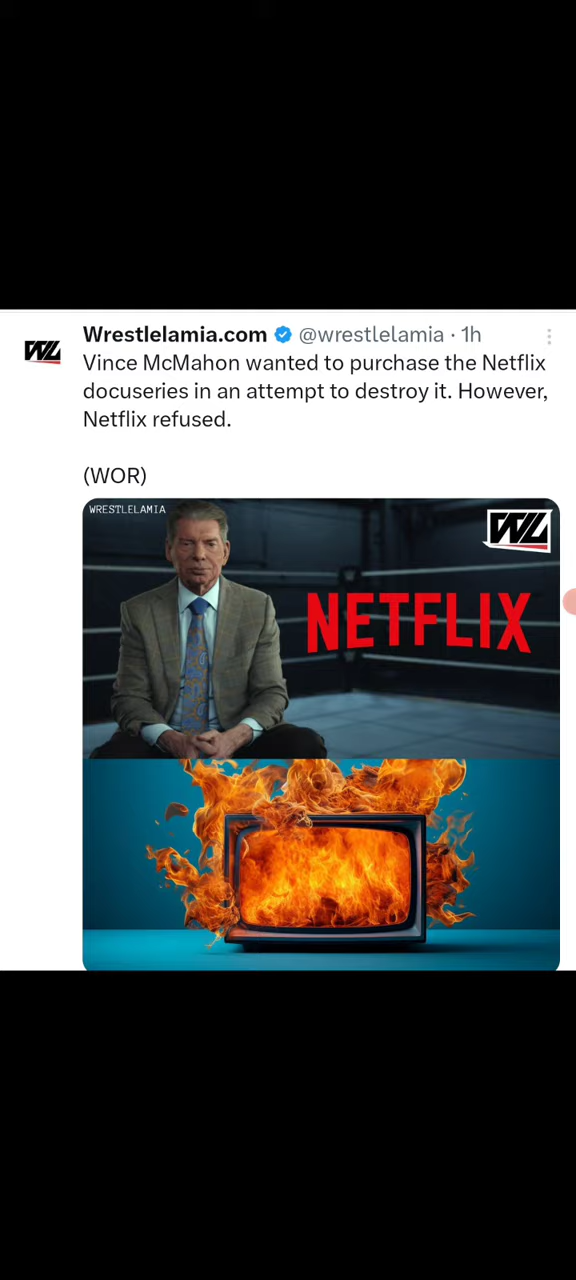 Wrestlelamia.com @wrestlelamia · 1h
Vince McMahon wanted to purchase the Netflix
docuseries in an attempt to destroy it. However,
Netflix refused.
(WOR)
WRESTLELAMIA
WL
NETFLIX